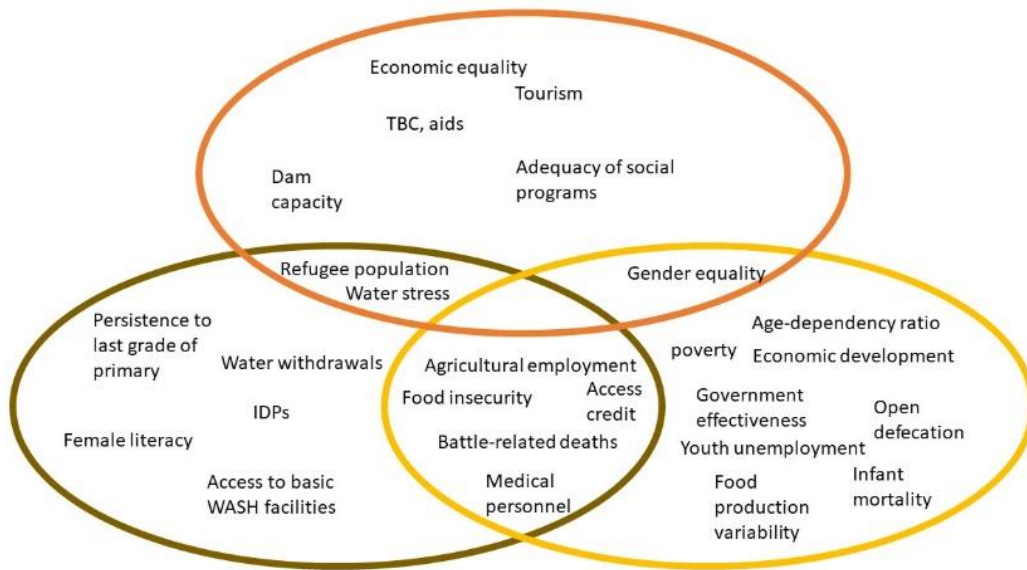 Economic equality
Tourism
TBC, aids
Adequacy of social
programs
Dam
capacity
Refugee population
Water stress
Gender equality
Persistence to
last grade of
primary
Water withdrawals
IDPs
Female literacy
Access to basic
WASH facilities
Agricultural employment
Food insecurity
Access
credit
Battle-related deaths
Medical
personnel
Age-dependency ratio
poverty
Economic development
Government
effectiveness
Open
defecation
Youth unemployment
Food
production
variability
Infant
mortality